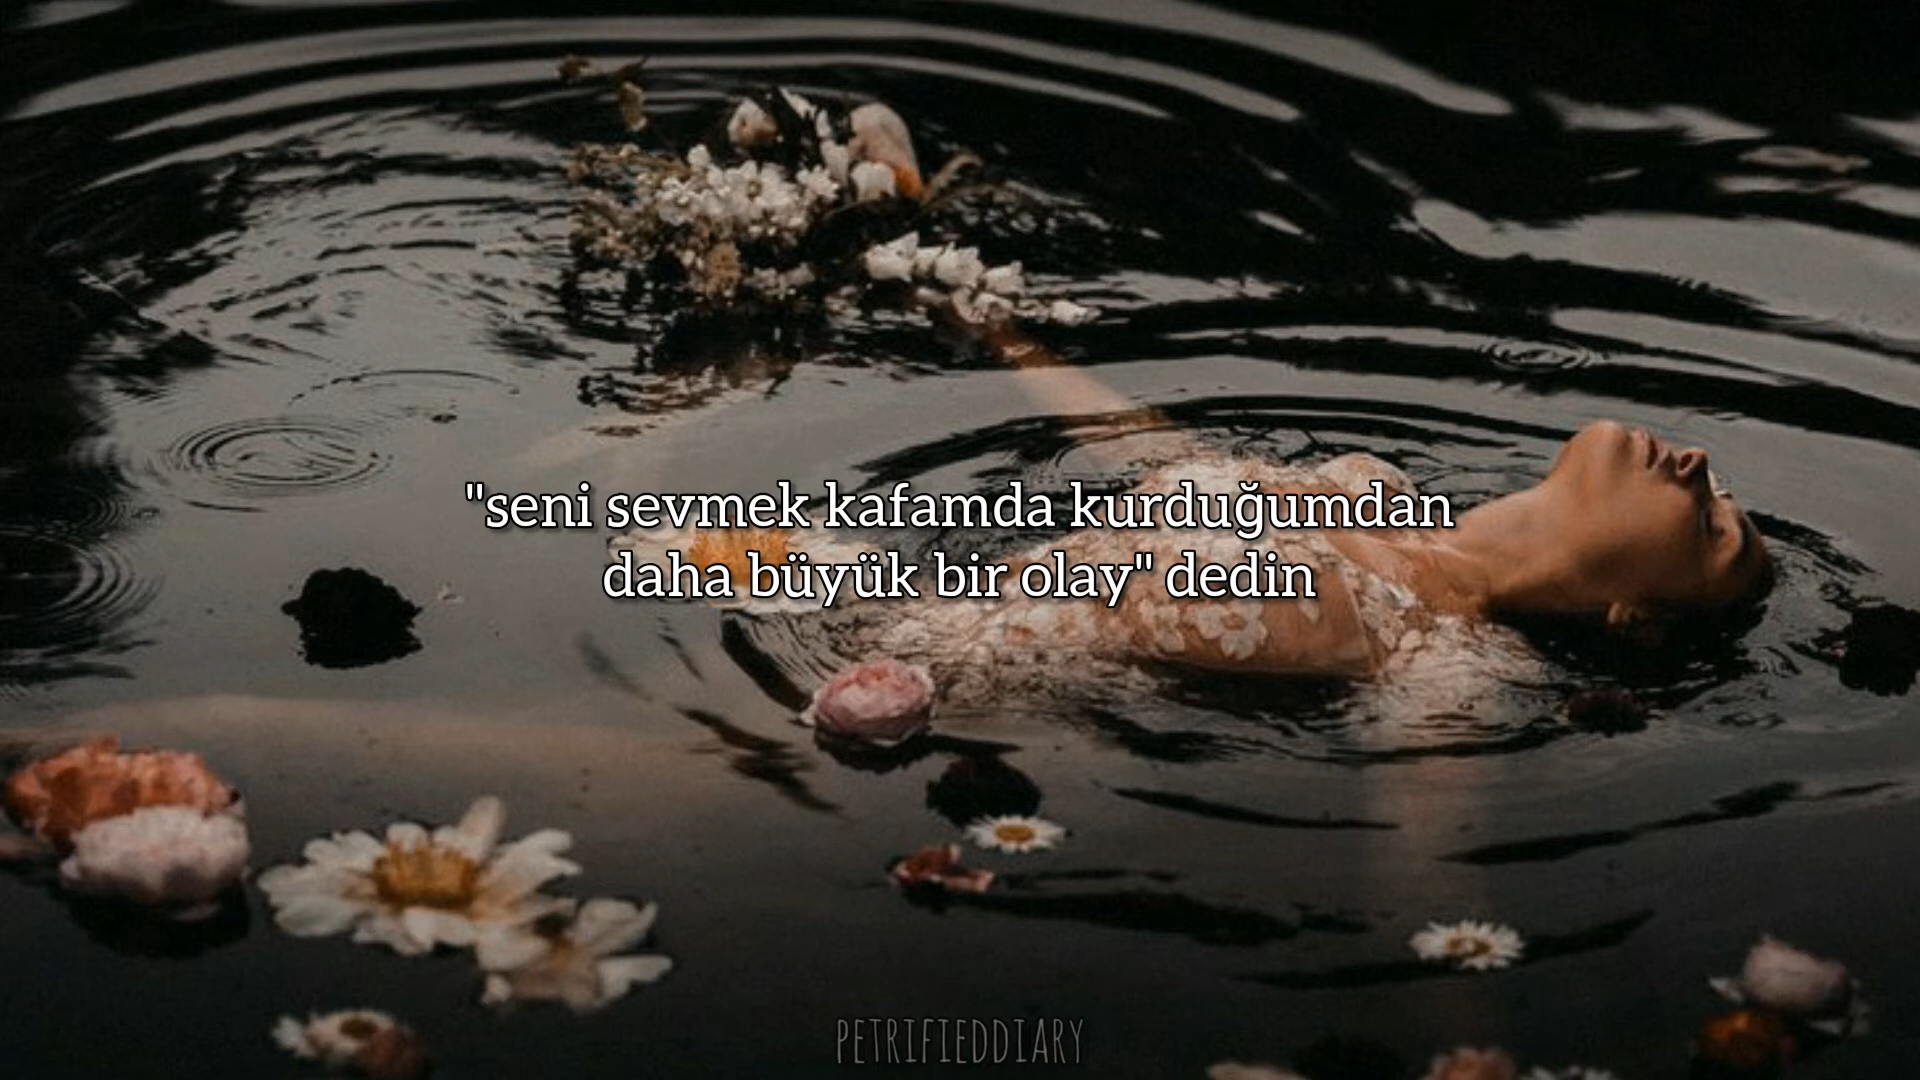 "seni sevmek kafamda kurduğumdan
daha büyük bir olay" dedin
PETRIFIEDDIARY